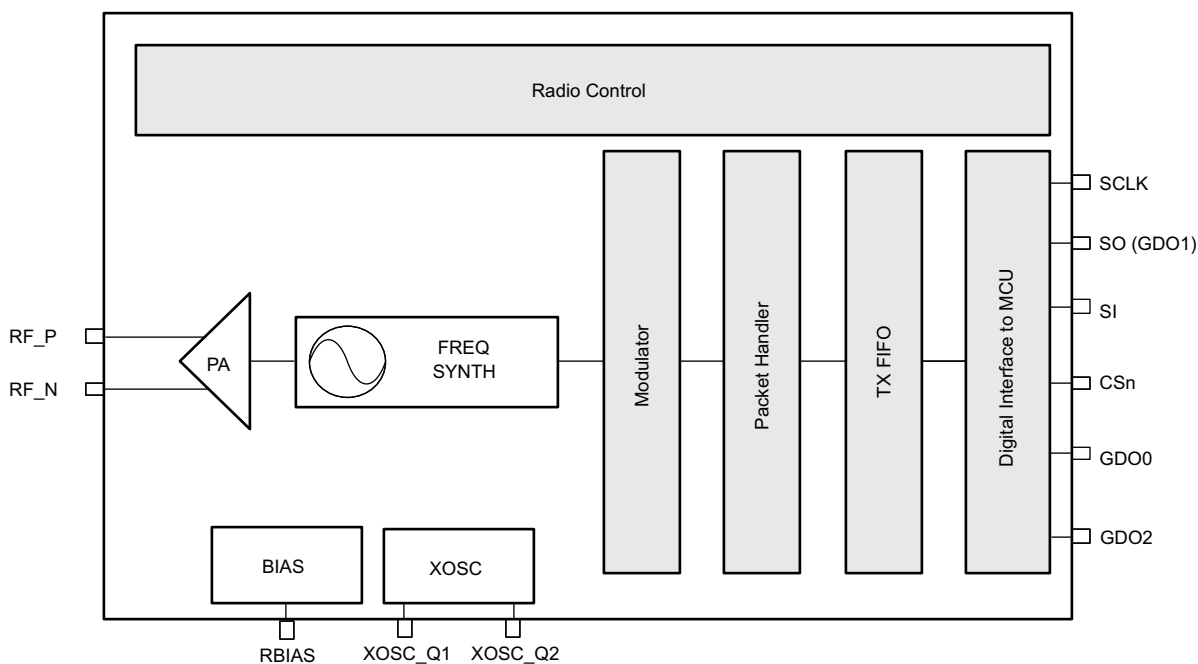 Radio Control
SCLK
SO (GDO1)
SI
CSn
GDO0
GDO2
RF_P
RF_N
PA
FREQ
SYNTH
Modulator
Packet Handler
TX FIFO
Digital Interface to MCU
BIAS
XOSC
RBIAS
XOSC_Q1
XOSC_Q2